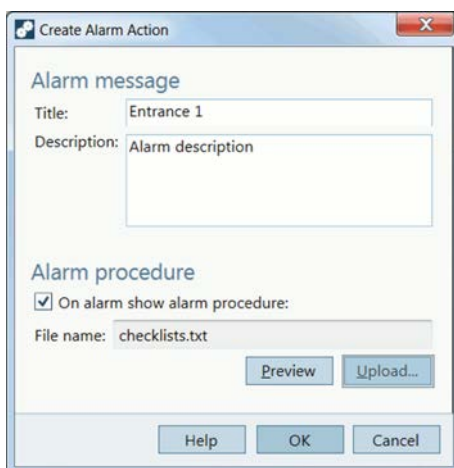 Create Alarm Action
Alarm message
Title: Entrance 1
Description: Alarm description
Alarm procedure
On alarm show alarm procedure:
File name: checklists.txt
Preview Upload...
Help OK Cancel